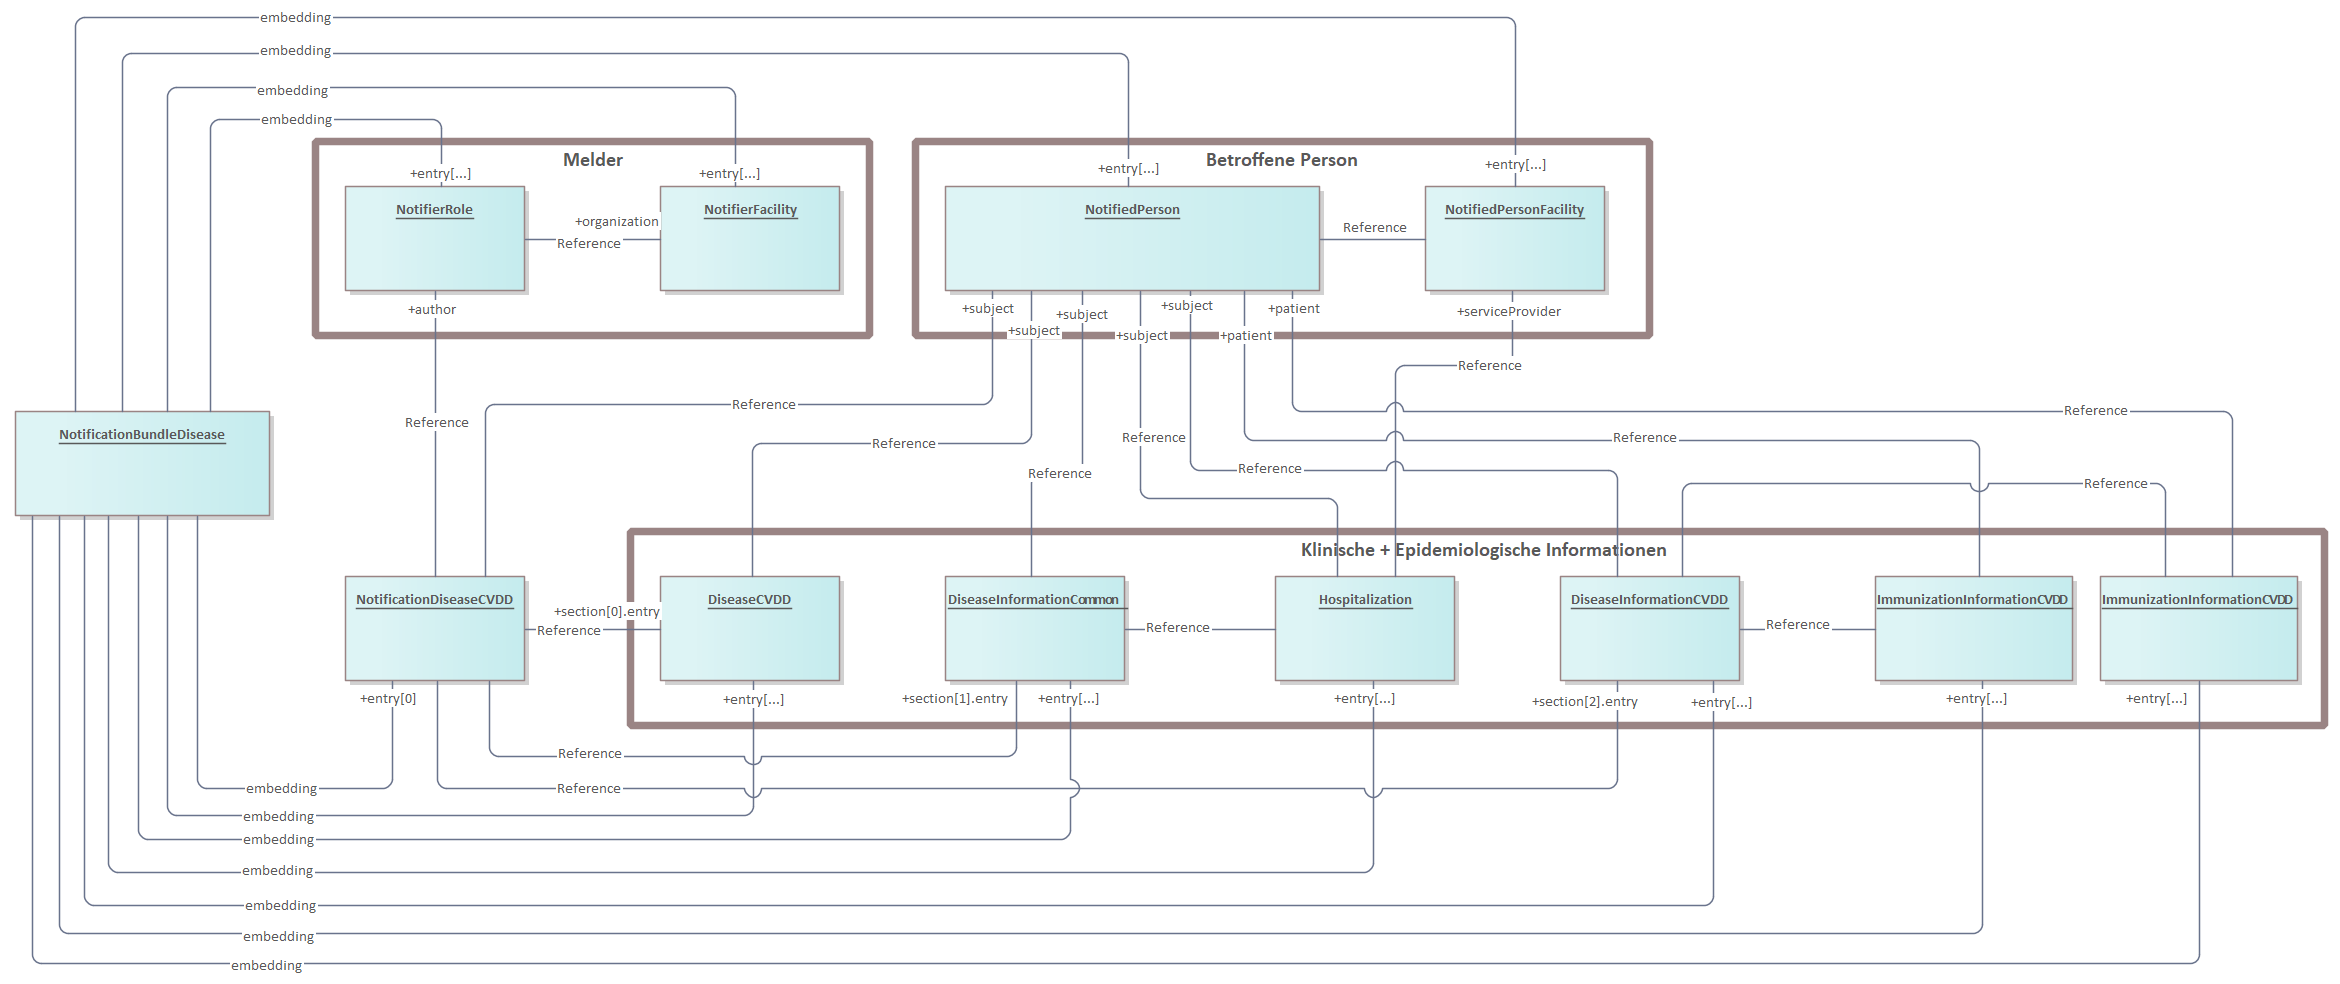 embedding
embedding
embedding
embedding
Melder
Betroffene Person
+entry[...]
+entry[...]
+entry[...]
+entry[...]
NotifierRole
+organization
Reference
NotifierFacility
NotifiedPerson
Reference
NotifiedPersonFacility
+author
+subject
+subject
+subject
+subject
+subject
+patient
+patient
+serviceProvider
Reference
Reference
Reference
Reference
Reference
Reference
Reference
Reference
Reference
Reference
Reference
NotificationBundleDisease
Klinische + Epidemiologische Informationen
NotificationDiseaseCVDD
+section[0].entry
Reference
DiseaseCVDD
DiseaseInformationCommon
Reference
Hospitalization
DiseaseInformationCVDD
Reference
ImmunizationInformationCVDD
ImmunizationInformationCVDD
+entry[0]
+entry[...]
+section[1].entry
+entry[...]
+entry[...]
+section[2].entry
+entry[...]
+entry[...]
+entry[...]
Reference
embedding
Reference
embedding
embedding
embedding
embedding
embedding
embedding